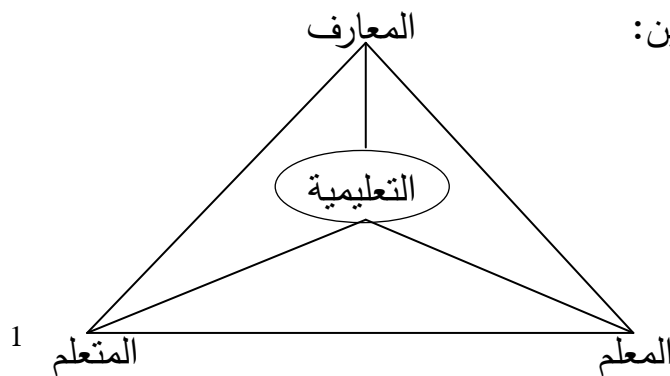 المعارف
التعليمية
المعلم
المتعلم
1